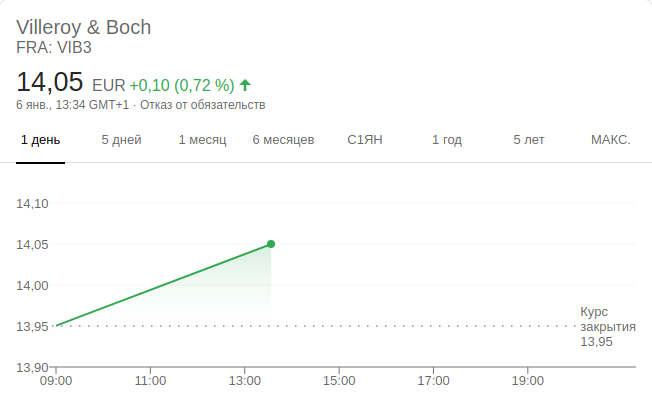 Villeroy & Boch
FRA: VIB3
14,05 EUR +0,10 (0,72 %)
6 янв., 13:34 GMT+1 · Отказ от обязательств
1 день 5 дней 1 месяц 6 месяцев С1ЯН 1 год 5 лет МАКС.
14,10
14,05
14,00
13,95
Курс
закрытия
13,95
13,90
09:00 11:00 13:00 15:00 17:00 19:00